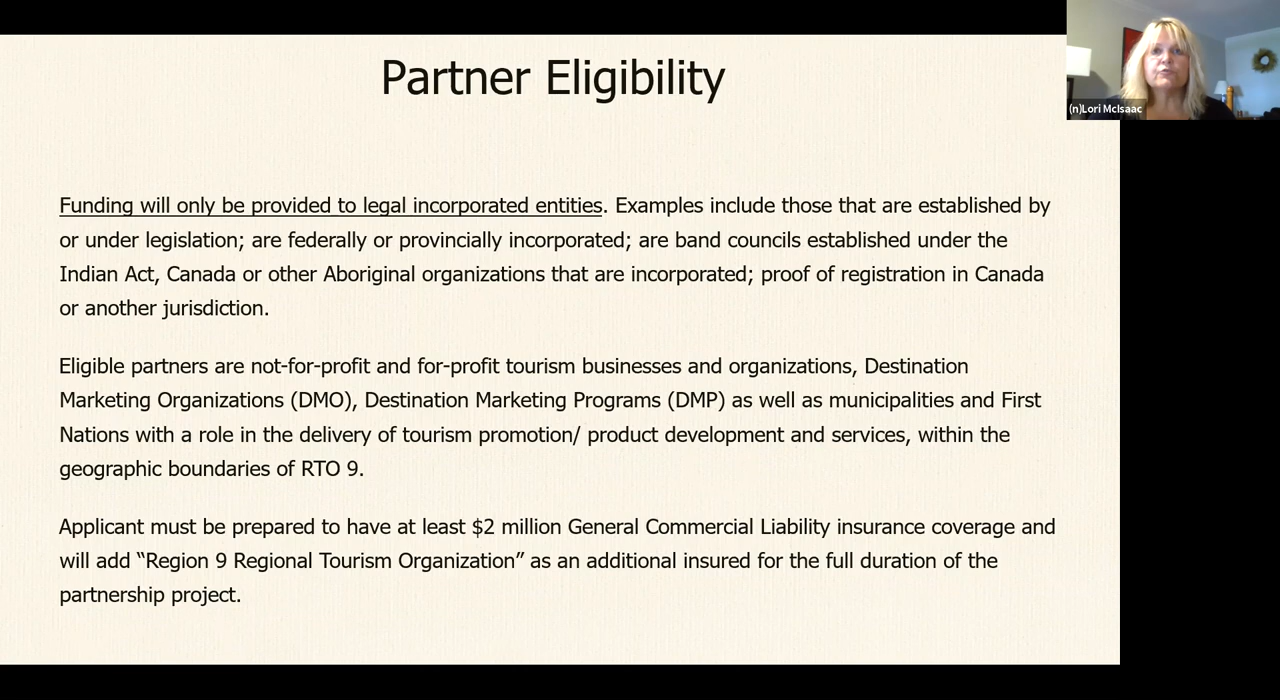 Partner Eligibility
(n)Lori McIsaac
Funding will only be provided to legal incorporated entities. Examples include those that are established by
or under legislation; are federally or provincially incorporated; are band councils established under the
Indian Act, Canada or other Aboriginal organizations that are incorporated; proof of registration in Canada
or another jurisdiction.
Eligible partners are not-for-profit and for-profit tourism businesses and organizations, Destination
Marketing Organizations (DMO), Destination Marketing Programs (DMP) as well as municipalities and First
Nations with a role in the delivery of tourism promotion/ product development and services, within the
geographic boundaries of RTO 9.
Applicant must be prepared to have at least $2 million General Commercial Liability insurance coverage and
will add “Region 9 Regional Tourism Organization” as an additional insured for the full duration of the
partnership project.